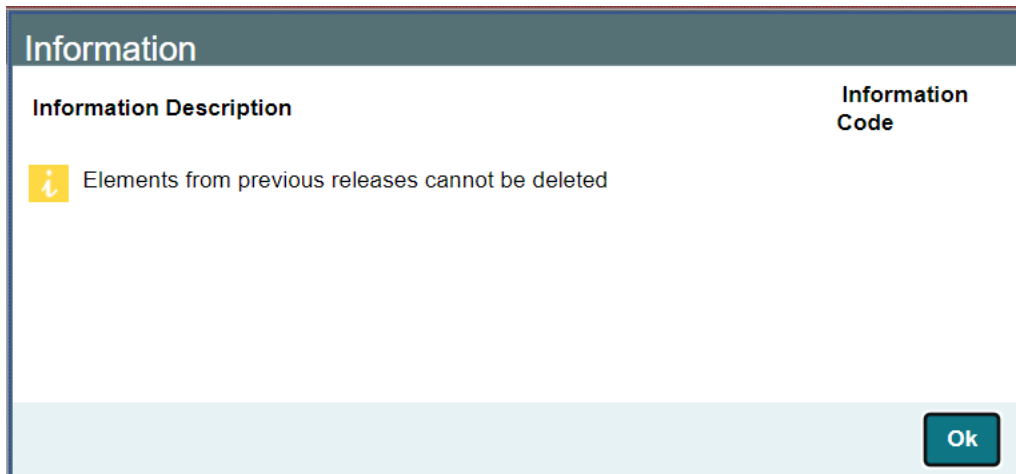 Information
Information Description
Information
Code
i Elements from previous releases cannot be deleted
Ok